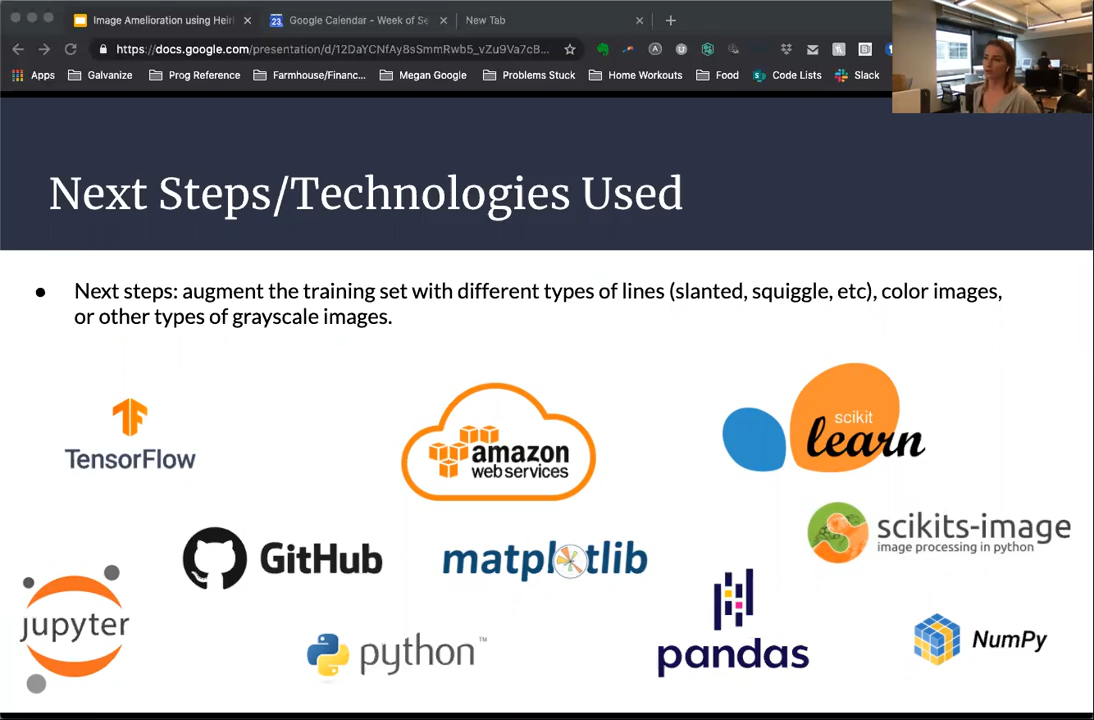 Image Amelioration using Heirl
23
Google Calendar - Week of Se
New Tab
https://docs.google.com/presentation/d/12DaYCNfAy8sSmmRwb5_vZu9Va7cB...
Apps
Galvanize
Prog Reference
Farmhouse/Financ...
Megan Google
Problems Stuck
Home Workouts
Food
Code Lists
Slack
Next Steps/Technologies Used
● Next steps: augment the training set with different types of lines (slanted, squiggle, etc), color images,
or other types of grayscale images.
TensorFlow
amazon
web services
scikit
learn
GitHub
matplotlib
scikits-image
image processing in python
jupyter
python™
pandas
NumPy